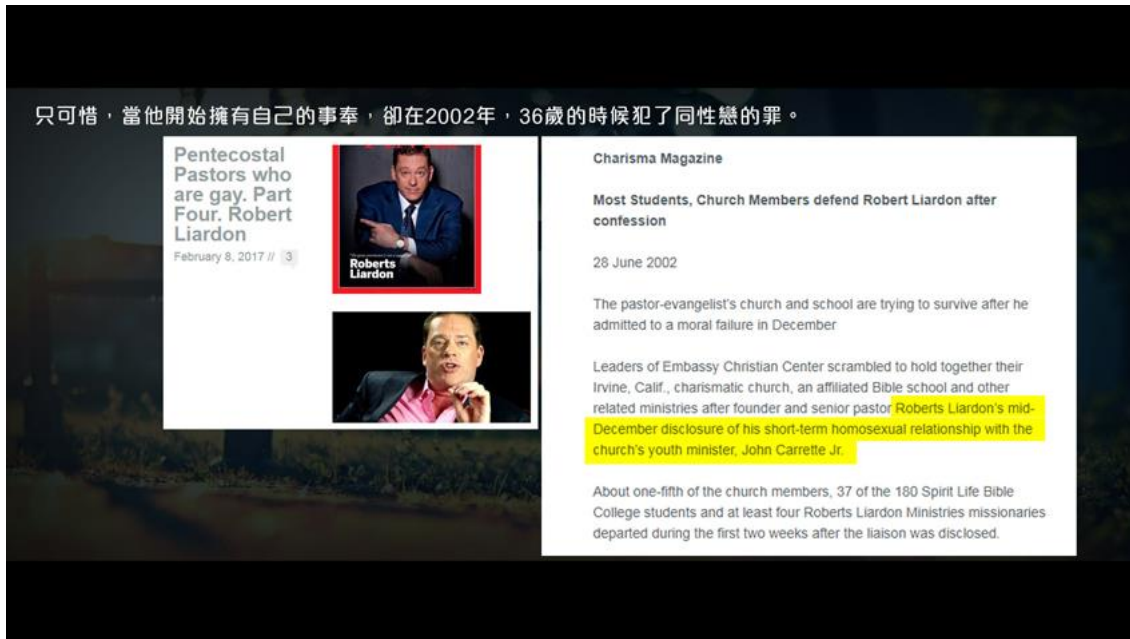 只可惜，當他開始擁有自己的事奉，卻在2002年，36歲的時候犯了同性戀的罪。
Pentecostal
Pastors who
are gay. Part
Four. Robert
Liardon
February 8, 2017 // 3
Roberts
Liardon
Charisma Magazine
Most Students, Church Members defend Robert Liardon after
confession
28 June 2002
The pastor-evangelist's church and school are trying to survive after he
admitted to a moral failure in December
Leaders of Embassy Christian Center scrambled to hold together their
Irvine, Calif., charismatic church, an affiliated Bible school and other
related ministries after founder and senior pastor Roberts Liardon's mid-
December disclosure of his short-term homosexual relationship with the
church's youth minister, John Carrette Jr.
About one-fifth of the church members, 37 of the 180 Spirit Life Bible
College students and at least four Roberts Liardon Ministries missionaries
departed during the first two weeks after the liaison was disclosed.